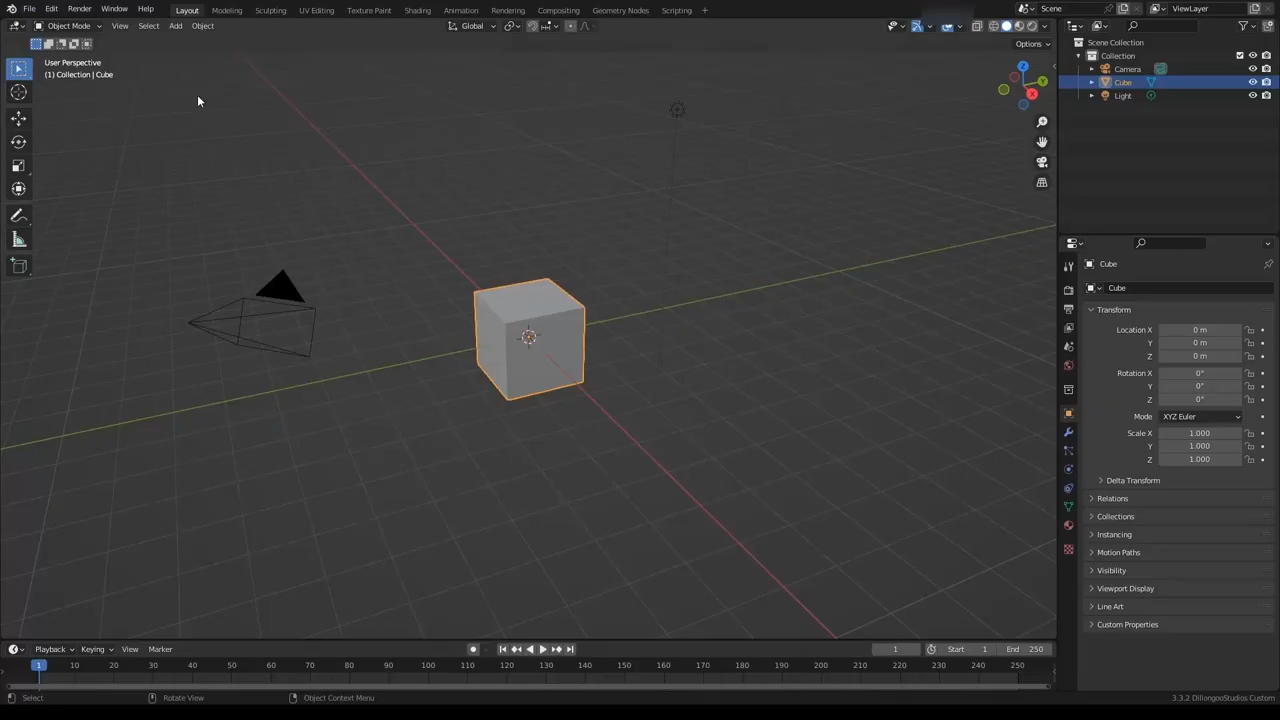 File Edit Render Window Help Layout Modeling Sculpting UV Editing Texture Paint Shading Animation Rendering Compositing Geometry Nodes Scripting + Scene ViewLayer
Object Mode View Select Add Object Global
Options
User Perspective
(1) Collection | Cube
Z
Y
X
Scene Collection
Collection
Camera
Cube
Light
Cube
Cube
Transform
Location X 0 m
Y 0 m
Z 0 m
Rotation X 0°
Y 0°
Z 0°
Mode XYZ Euler
Scale X 1.000
Y 1.000
Z 1.000
Delta Transform
Relations
Collections
Instancing
Motion Paths
Visibility
Viewport Display
Line Art
Custom Properties
Playback Keying View Marker 1 Start 1 End 250
1 10 20 30 40 50 60 70 80 90 100 110 120 130 140 150 160 170 180 190 200 210 220 230 240 250
Select Rotate View Object Context Menu 3.3.2 DillongooStudios Custom